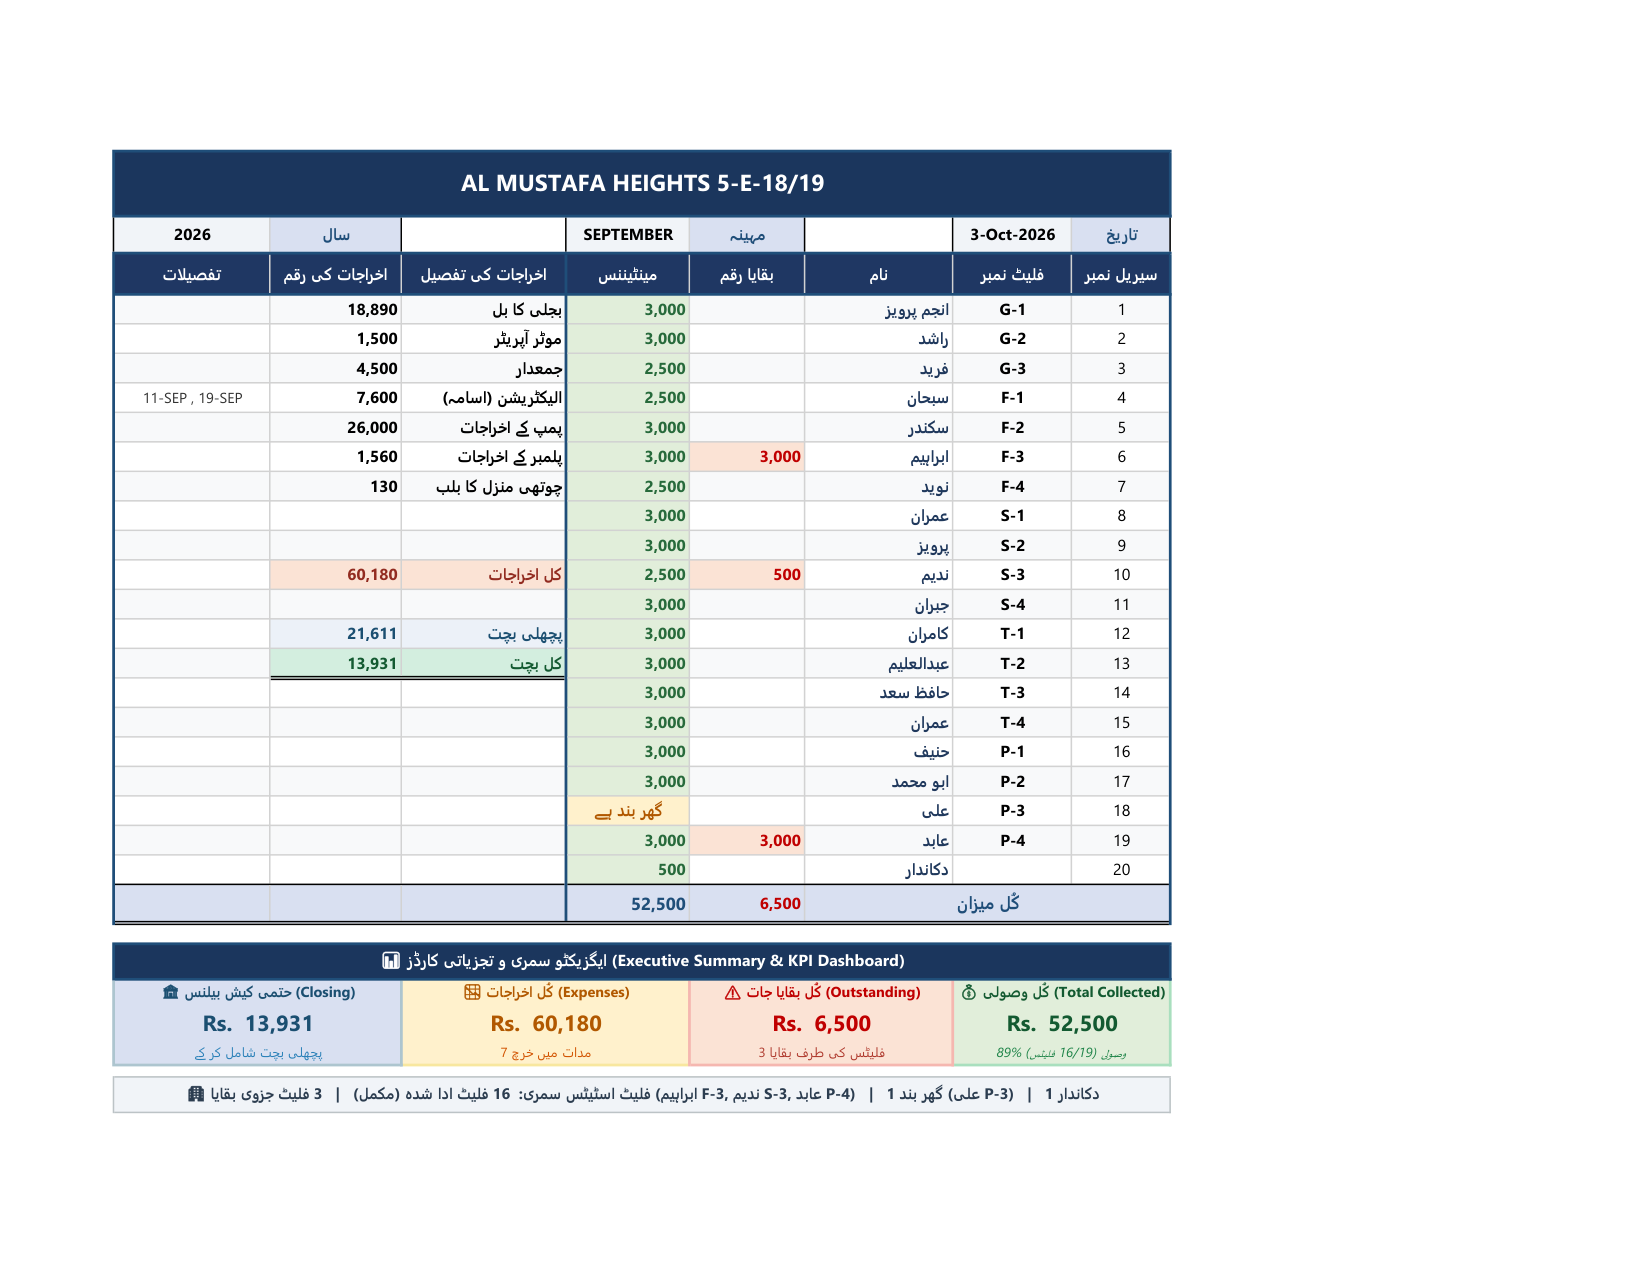 AL MUSTAFA HEIGHTS 5-E-18/19
تاریخ 3-Oct-2026 مہینہ SEPTEMBER سال 2026
سیریل نمبر فلیٹ نمبر نام بقایا رقم مینٹیننس اخراجات کی تفصیل اخراجات کی رقم تفصیلات
1 G-1 انجم پرویز 3,000 بجلی کا بل 18,890
2 G-2 راشد 3,000 موٹر آپریٹر 1,500
3 G-3 فرید 2,500 جمعدار 4,500
4 F-1 سبحان 2,500 الیکٹریشن (اسامہ) 7,600 11-SEP , 19-SEP
5 F-2 سکندر 3,000 پمپ کے اخراجات 26,000
6 F-3 ابراہیم 3,000 3,000 پلمبر کے اخراجات 1,560
7 F-4 نوید 2,500 چوتھی منزل کا بلب 130
8 S-1 عمران 3,000
9 S-2 پرویز 3,000
10 S-3 ندیم 500 2,500 کل اخراجات 60,180
11 S-4 جبران 3,000
12 T-1 کامران 3,000 پچھلی بچت 21,611
13 T-2 عبدالعلیم 3,000 کل بچت 13,931
14 T-3 حافظ سعد 3,000
15 T-4 عمران 3,000
16 P-1 حنیف 3,000
17 P-2 ابو محمد 3,000
18 P-3 علی گھر بند ہے
19 P-4 عابد 3,000 3,000
20 دکاندار 500
کُل میزان 6,500 52,500
ایگزیکٹو سمری و تجزیاتی کارڈز (Executive Summary & KPI Dashboard)
کُل وصولی (Total Collected) کُل بقایا جات (Outstanding) کُل اخراجات (Expenses) حتمی کیش بیلنس (Closing)
Rs. 52,500 Rs. 6,500 Rs. 60,180 Rs. 13,931
89% وصولی (16/19 فلیٹس) 3 فلیٹس کی طرف بقایا 7 مدات میں خرچ پچھلی بچت شامل کر کے
فلیٹ اسٹیٹس سمری: 16 فلیٹ ادا شدہ (مکمل) | 3 فلیٹ جزوی بقایا (ابراہیم F-3, ندیم S-3, عابد P-4) | 1 گھر بند (علی P-3) | 1 دکاندار